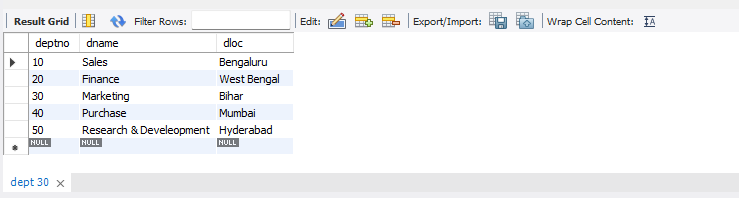 Result Grid Filter Rows: Edit: Export/Import: Wrap Cell Content: IA
deptno dname dloc
10 Sales Bengaluru
20 Finance West Bengal
30 Marketing Bihar
40 Purchase Mumbai
50 Research & Develeopment Hyderabad
NULL NULL NULL
dept 30 ×